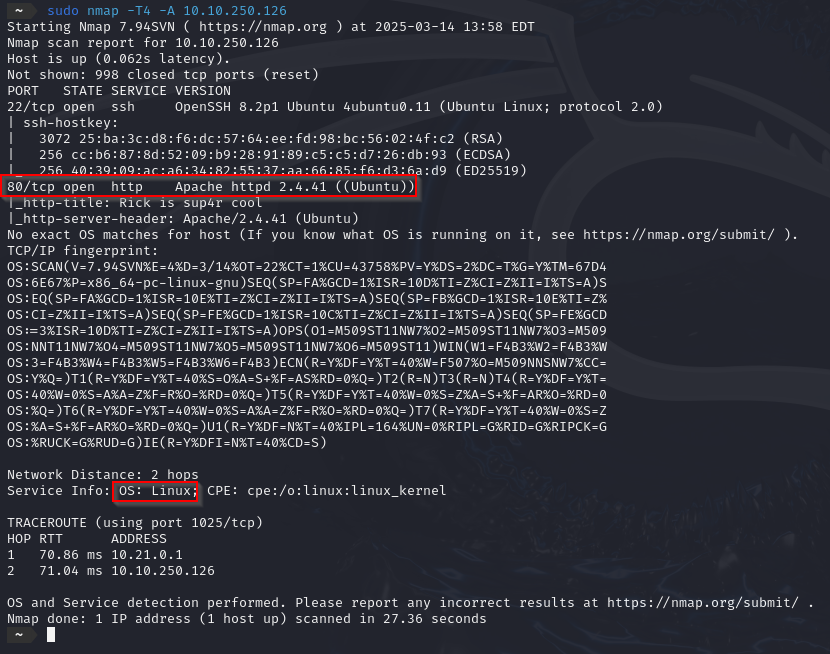 ~ sudo nmap -T4 -A 10.10.250.126
Starting Nmap 7.94SVN ( https://nmap.org ) at 2025-03-14 13:58 EDT
Nmap scan report for 10.10.250.126
Host is up (0.062s latency).
Not shown: 998 closed tcp ports (reset)
PORT   STATE SERVICE VERSION
22/tcp open  ssh     OpenSSH 8.2p1 Ubuntu 4ubuntu0.11 (Ubuntu Linux; protocol 2.0)
| ssh-hostkey:
|   3072 25:ba:3c:d8:f6:dc:57:64:ee:fd:98:bc:56:02:4f:c2 (RSA)
|   256 cc:b6:87:8d:52:09:b9:28:91:89:c5:c5:d7:26:db:93 (ECDSA)
|_  256 40:39:09:ac:a6:34:82:55:37:aa:66:85:f6:d3:6a:d9 (ED25519)
80/tcp open  http    Apache httpd 2.4.41 ((Ubuntu))
|_http-title: Rick is sup4r cool
|_http-server-header: Apache/2.4.41 (Ubuntu)
No exact OS matches for host (If you know what OS is running on it, see https://nmap.org/submit/ ).
TCP/IP fingerprint:
OS:SCAN(V=7.94SVN%E=4%D=3/14%OT=22%CT=1%CU=43758%PV=Y%DS=2%DC=T%G=Y%TM=67D4
OS:6E67%P=x86_64-pc-linux-gnu)SEQ(SP=FA%GCD=1%ISR=10D%TI=Z%CI=Z%II=I%TS=A)S
OS:EQ(SP=FA%GCD=1%ISR=10E%TI=Z%CI=Z%II=I%TS=A)SEQ(SP=FB%GCD=1%ISR=10E%TI=Z%
OS:CI=Z%II=I%TS=A)SEQ(SP=FE%GCD=1%ISR=10C%TI=Z%CI=Z%II=I%TS=A)SEQ(SP=FE%GCD
OS:=3%ISR=10D%TI=Z%CI=Z%II=I%TS=A)OPS(O1=M509ST11NW7%O2=M509ST11NW7%O3=M509
OS:NNT11NW7%O4=M509ST11NW7%O5=M509ST11NW7%O6=M509ST11)WIN(W1=F4B3%W2=F4B3%W
OS:3=F4B3%W4=F4B3%W5=F4B3%W6=F4B3)ECN(R=Y%DF=Y%T=40%W=F507%O=M509NNSNW7%CC=
OS:Y%Q=)T1(R=Y%DF=Y%T=40%S=O%A=S+%F=AS%RD=0%Q=)T2(R=N)T3(R=N)T4(R=Y%DF=Y%T=
OS:40%W=0%S=A%A=Z%F=R%O=%RD=0%Q=)T5(R=Y%DF=Y%T=40%W=0%S=Z%A=S+%F=AR%O=%RD=0
OS:%Q=)T6(R=Y%DF=Y%T=40%W=0%S=A%A=Z%F=R%O=%RD=0%Q=)T7(R=Y%DF=Y%T=40%W=0%S=Z
OS:%A=S+%F=AR%O=%RD=0%Q=)U1(R=Y%DF=N%T=40%IPL=164%UN=0%RIPL=G%RID=G%RIPCK=G
OS:%RUCK=G%RUD=G)IE(R=Y%DFI=N%T=40%CD=S)
Network Distance: 2 hops
Service Info: OS: Linux; CPE: cpe:/o:linux:linux_kernel
TRACEROUTE (using port 1025/tcp)
HOP RTT      ADDRESS
1   70.86 ms 10.21.0.1
2   71.04 ms 10.10.250.126
OS and Service detection performed. Please report any incorrect results at https://nmap.org/submit/ .
Nmap done: 1 IP address (1 host up) scanned in 27.36 seconds
~